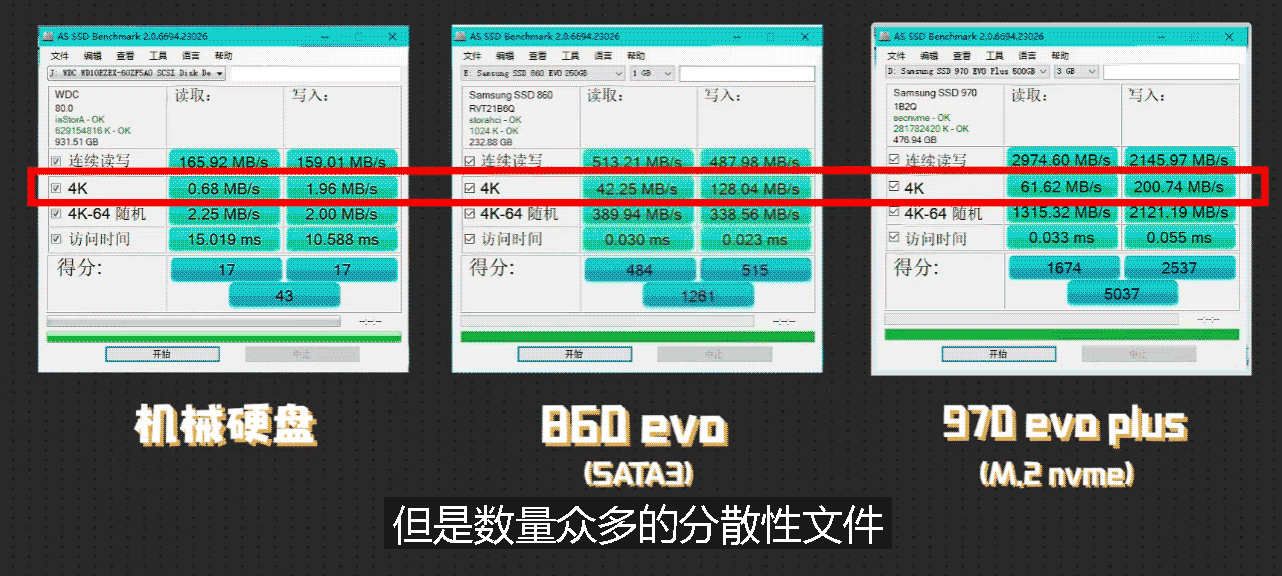 AS SSD Benchmark 2.0.6694.23026
文件 编辑 查看 工具 语言 帮助
J: WDC WD10EZEX-60ZF5A0 SCSI Disk De
WDC
80.0
iaStorA - OK
629154816 K - OK
931.51 GB
读取: 写入:
连续读写 165.92 MB/s 159.01 MB/s
4K 0.68 MB/s 1.96 MB/s
4K-64 随机 2.25 MB/s 2.00 MB/s
访问时间 15.019 ms 10.588 ms
得分: 17 17
43
--:--:--
开始 中止
机械硬盘
AS SSD Benchmark 2.0.6694.23026
文件 编辑 查看 工具 语言 帮助
E: Samsung SSD 860 EVO 250GB 1 GB
Samsung SSD 860
RVT21B6Q
storahci - OK
1024 K - OK
232.88 GB
读取: 写入:
连续读写 513.21 MB/s 487.98 MB/s
4K 42.25 MB/s 128.04 MB/s
4K-64 随机 389.94 MB/s 338.56 MB/s
访问时间 0.030 ms 0.023 ms
得分: 484 515
1261
--:--:--
开始 中止
860 evo
(SATA3)
AS SSD Benchmark 2.0.6694.23026
文件 编辑 查看 工具 语言 帮助
D: Samsung SSD 970 EVO Plus 500GB 3 GB
Samsung SSD 970
1B2Q
secnvme - OK
281782420 K - OK
476.94 GB
读取: 写入:
连续读写 2974.60 MB/s 2145.97 MB/s
4K 61.62 MB/s 200.74 MB/s
4K-64 随机 1315.32 MB/s 2121.19 MB/s
访问时间 0.033 ms 0.055 ms
得分: 1674 2537
5037
--:--:--
开始 中止
970 evo plus
(M.2 nvme)
但是数量众多的分散性文件